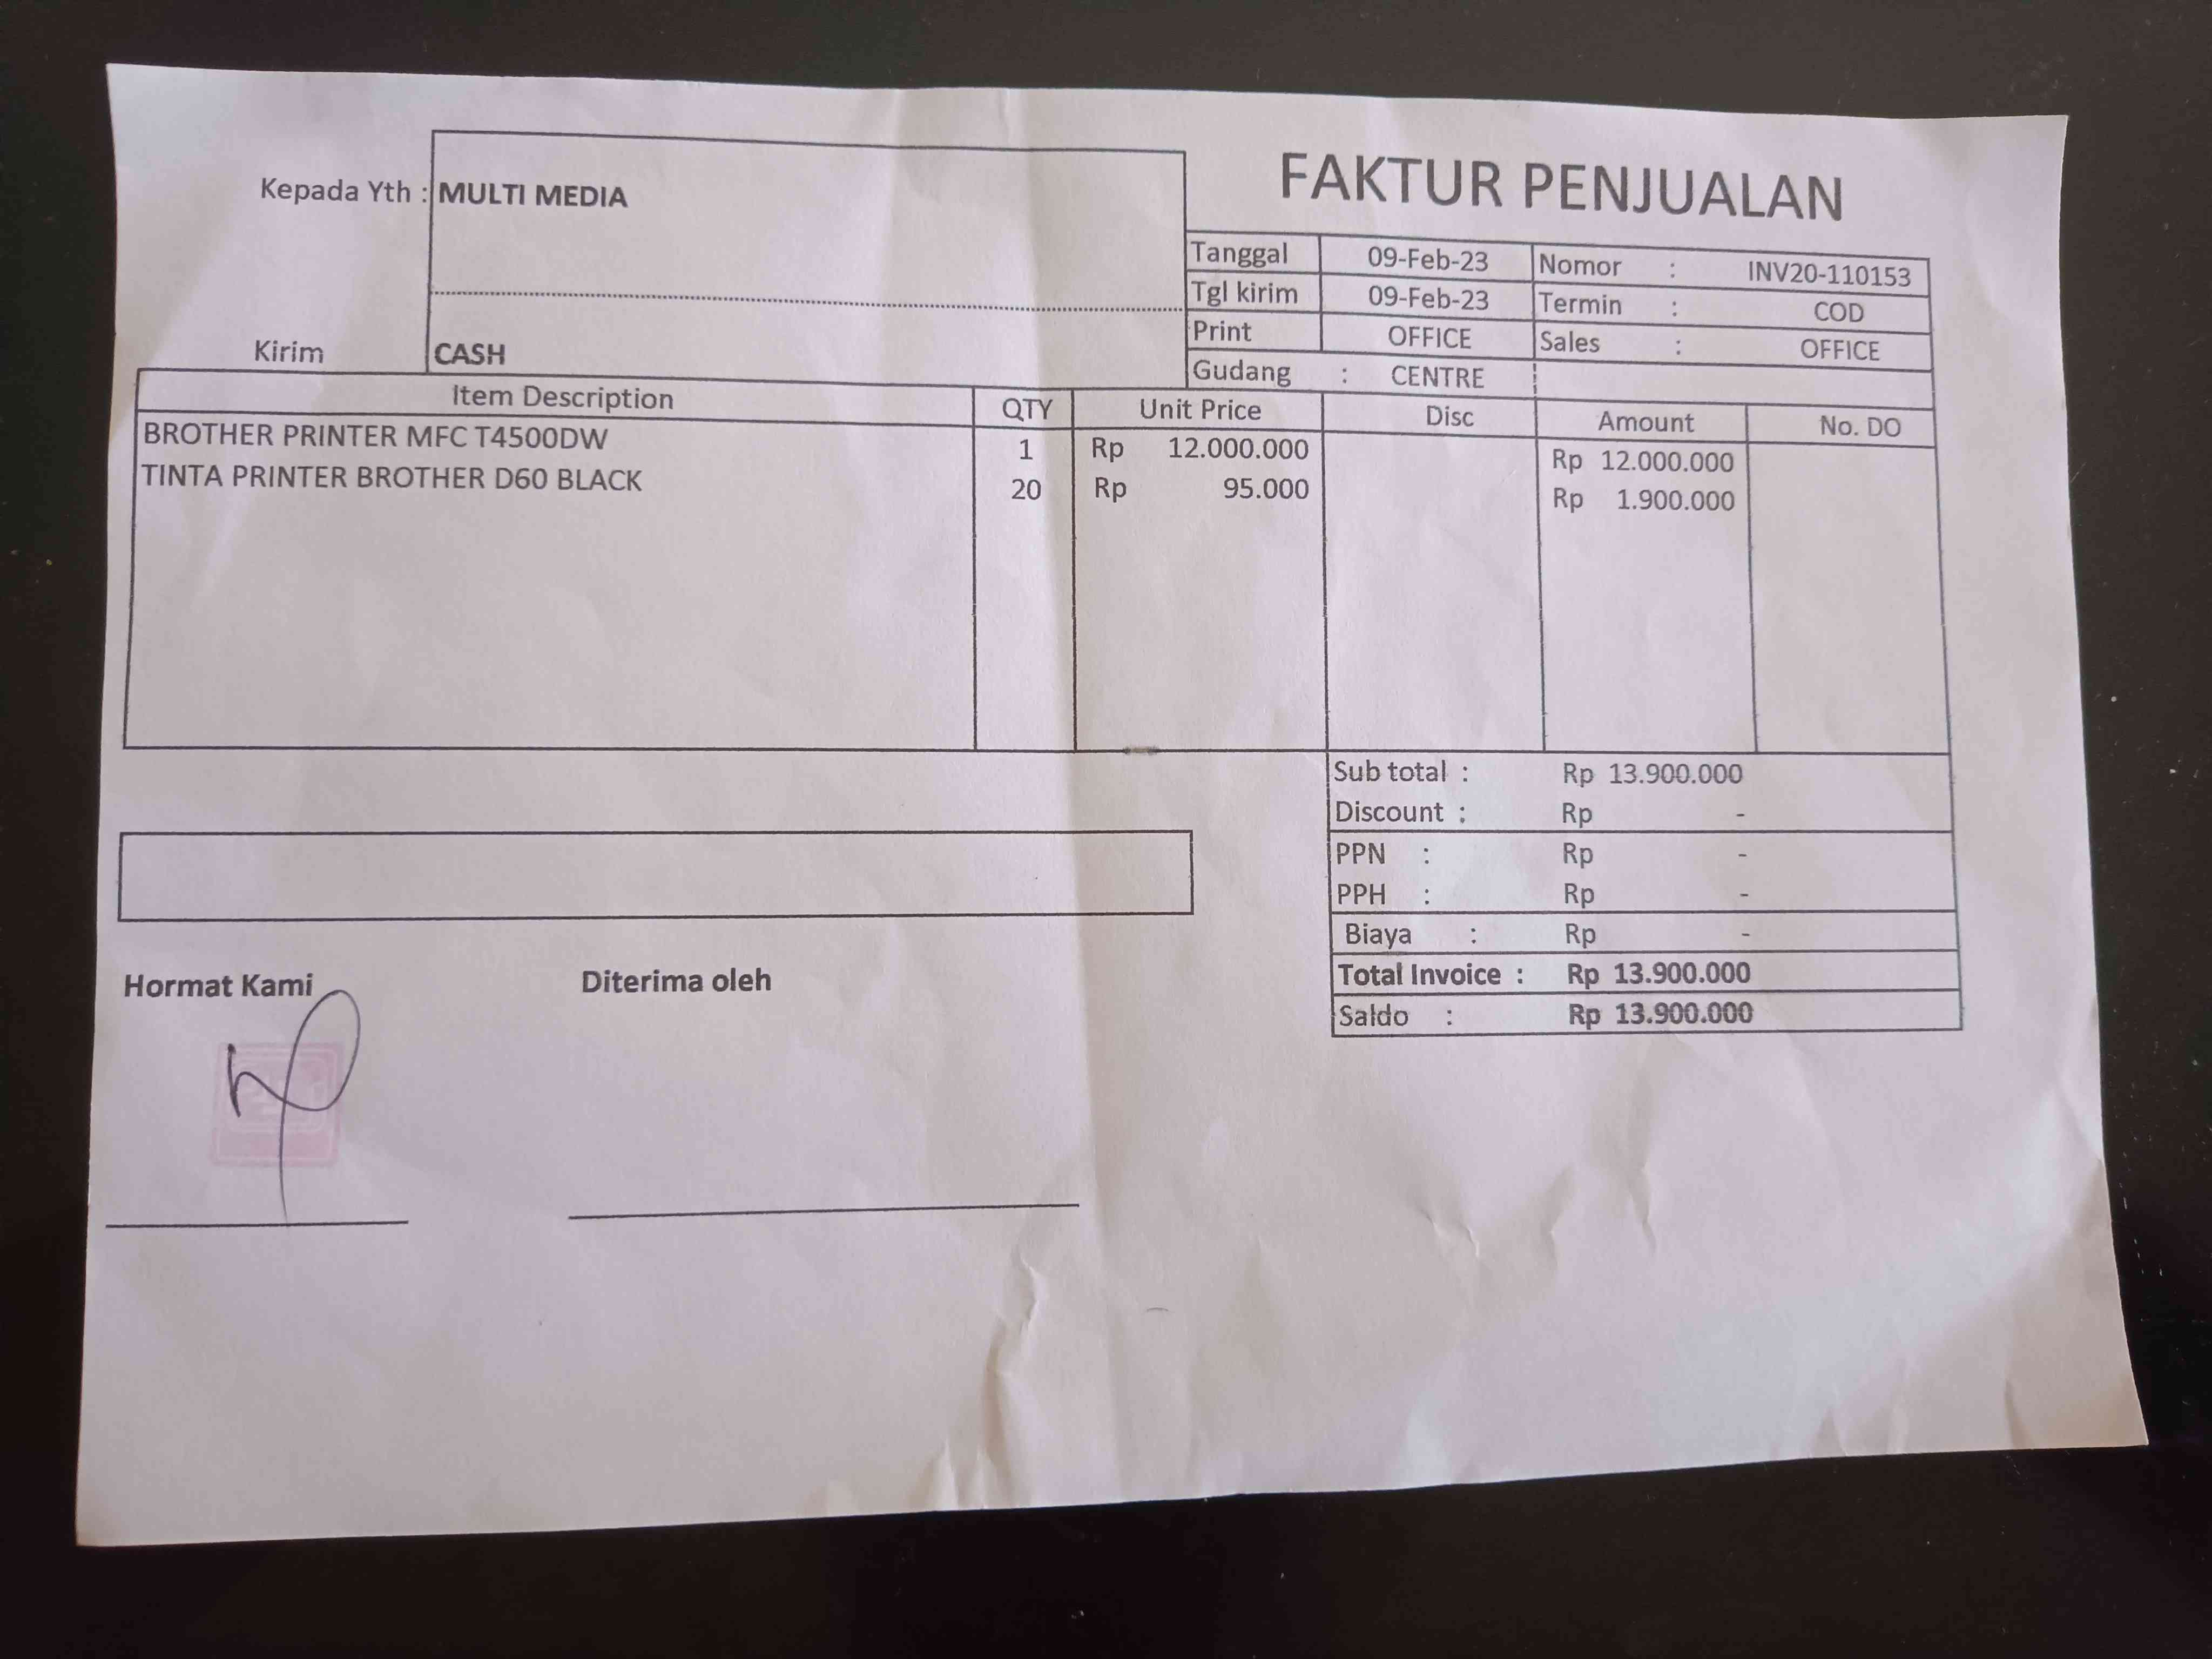 FAKTUR PENJUALAN
Kepada Yth : MULTI MEDIA
Kirim CASH
Tanggal 09-Feb-23 Nomor : INV20-110153
Tgl kirim 09-Feb-23 Termin : COD
Print OFFICE Sales : OFFICE
Gudang : CENTRE
Item Description QTY Unit Price Disc Amount No. DO
BROTHER PRINTER MFC T4500DW 1 Rp 12.000.000 Rp 12.000.000
TINTA PRINTER BROTHER D60 BLACK 20 Rp 95.000 Rp 1.900.000
Sub total : Rp 13.900.000
Discount : Rp -
PPN : Rp -
PPH : Rp -
Biaya : Rp -
Total Invoice : Rp 13.900.000
Saldo : Rp 13.900.000
Hormat Kami Diterima oleh